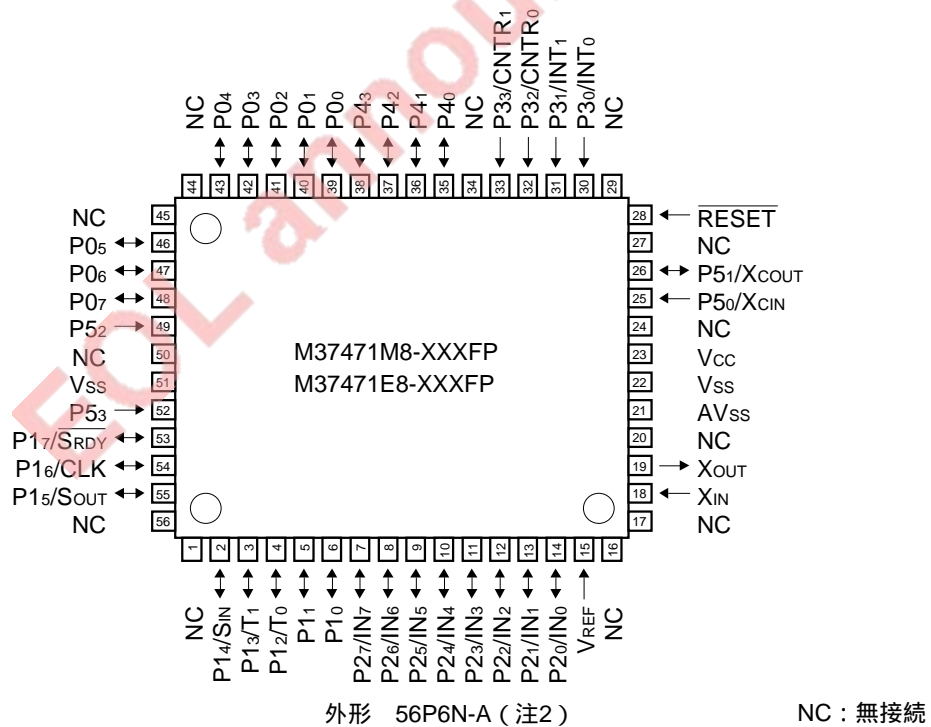 NC
P04
P03
P02
P01
P00
P43
P42
P41
P40
NC
P33/CNTR1
P32/CNTR0
P31/INT1
P30/INT0
NC
44 43 42 41 40 39 38 37 36 35 34 33 32 31 30 29
NC 45
P05 46
P06 47
P07 48
P52 49
NC 50
VSS 51
P53 52
P17/SRDY 53
P16/CLK 54
P15/SOUT 55
NC 56
M37471M8-XXXFP
M37471E8-XXXFP
28 RESET
27 NC
26 P51/XCOUT
25 P50/XCIN
24 NC
23 VCC
22 VSS
21 AVSS
20 NC
19 XOUT
18 XIN
17 NC
1 2 3 4 5 6 7 8 9 10 11 12 13 14 15 16
NC
P14/SIN
P13/T1
P12/T0
P11
P10
P27/IN7
P26/IN6
P25/IN5
P24/IN4
P23/IN3
P22/IN2
P21/IN1
P20/IN0
VREF
NC
外形 56P6N-A（注2）
NC：無接続
EOL annou